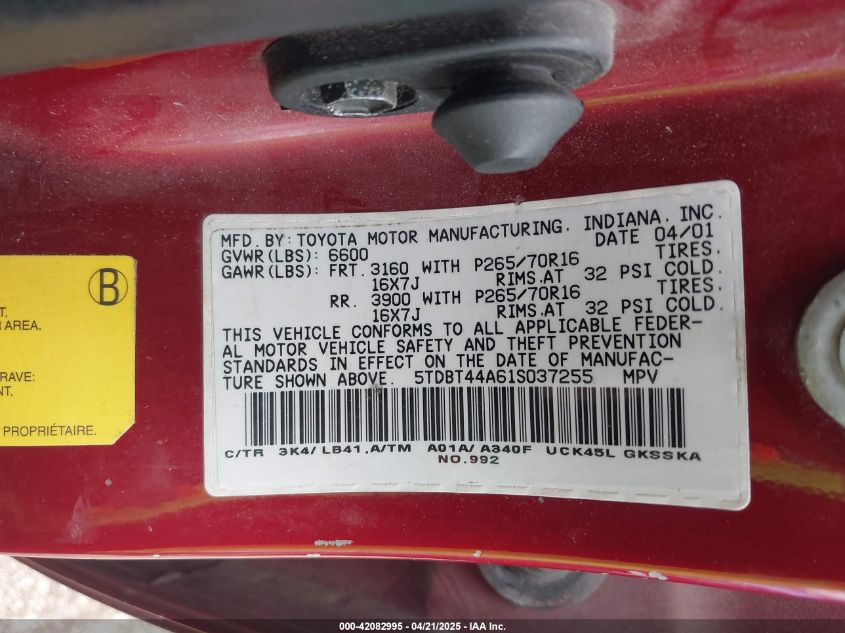 MFD. BY: TOYOTA MOTOR MANUFACTURING. INDIANA, INC.
DATE 04/01
GVWR(LBS): 6600
GAWR(LBS): FRT. 3160 WITH P265/70R16 TIRES.
16X7J RIMS.AT 32 PSI COLD.
RR. 3900 WITH P265/70R16 TIRES.
16X7J RIMS.AT 32 PSI COLD.
THIS VEHICLE CONFORMS TO ALL APPLICABLE FEDER-
AL MOTOR VEHICLE SAFETY AND THEFT PREVENTION
STANDARDS IN EFFECT ON THE DATE OF MANUFAC-
TURE SHOWN ABOVE. 5TDBT44A61S037255 MPV
C/TR 3K4/ LB41,A/TM A01A/ A340F UCK45L GKSSKA
NO.992
B
T.
R AREA.
RAVE:
NT.
PROPRIÉTAIRE.
000-42082995 - 04/21/2025 - IAA Inc.